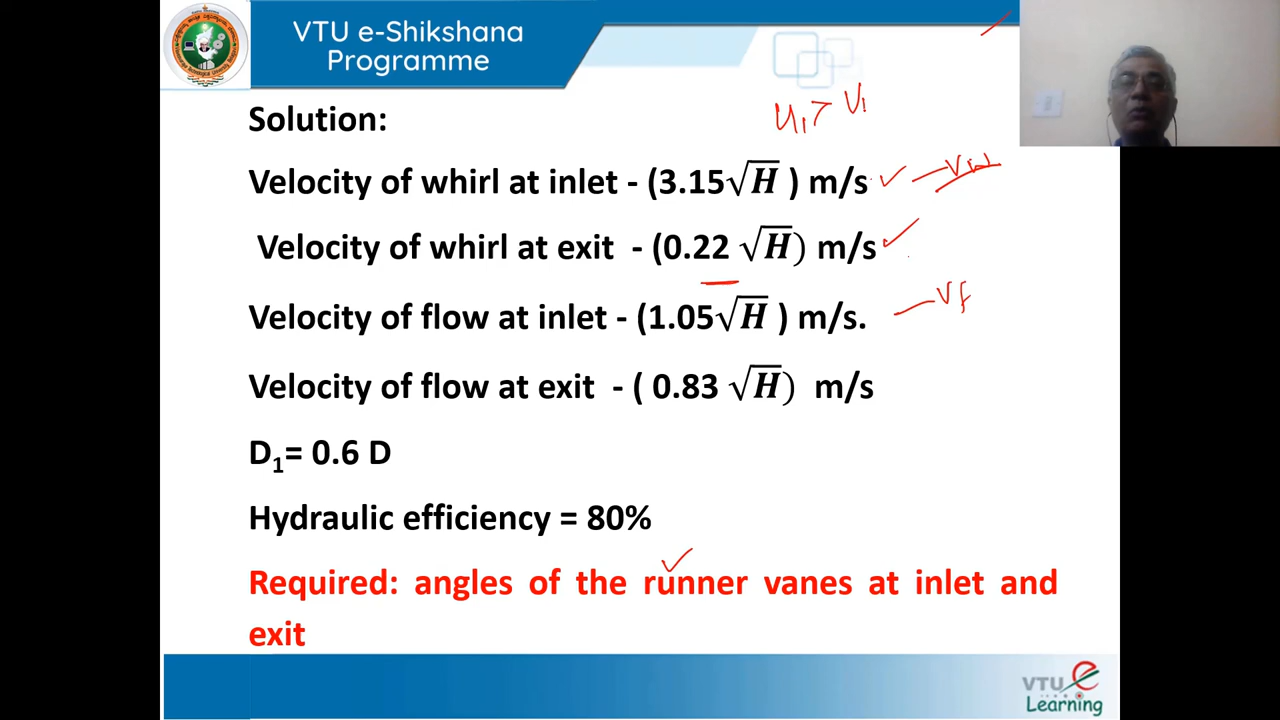 VTU e-Shikshana
Programme
u₁ > V₁
Solution:
Velocity of whirl at inlet - (3.15√H ) m/s
Velocity of whirl at exit - (0.22 √H) m/s
Velocity of flow at inlet - (1.05√H ) m/s. Vf
Velocity of flow at exit - ( 0.83 √H) m/s
D₁= 0.6 D
Hydraulic efficiency = 80%
Required: angles of the runner vanes at inlet and
exit
VTU e
Learning